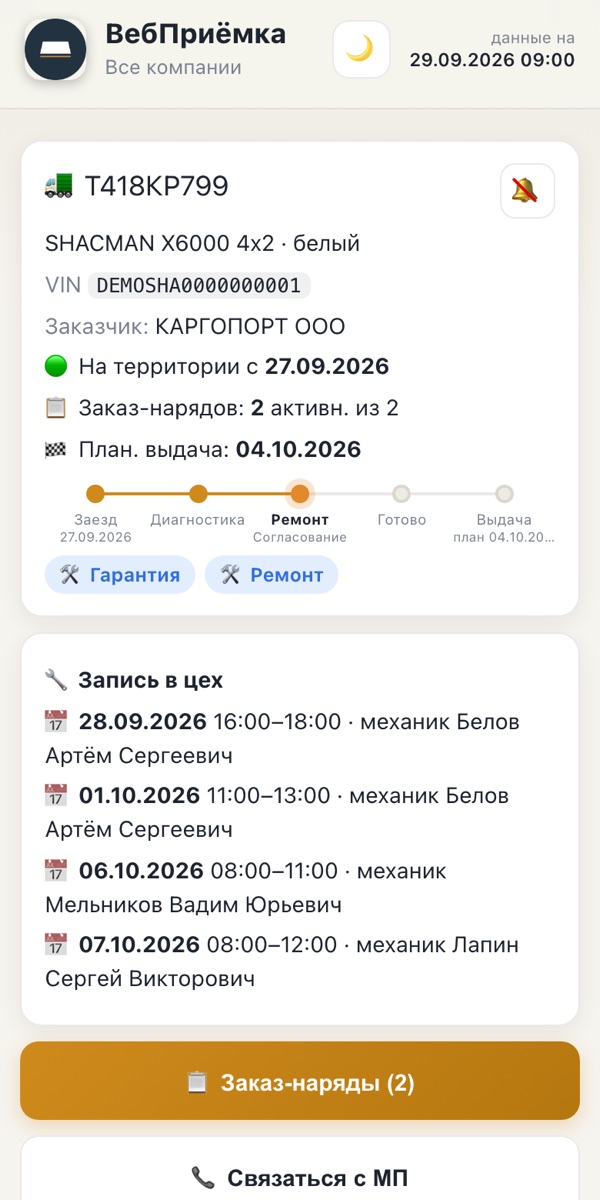 ВебПриёмка
Все компании
данные на
29.09.2026 09:00
Т418КР799
SHACMAN X6000 4x2 · белый
VIN DEMOSHA0000000001
Заказчик: КАРГОПОРТ ООО
На территории с 27.09.2026
Заказ-нарядов: 2 активн. из 2
План. выдача: 04.10.2026
Заезд Диагностика Ремонт Готово Выдача
27.09.2026 Согласование план 04.10.20...
Гарантия Ремонт
Запись в цех
28.09.2026 16:00–18:00 · механик Белов
Артём Сергеевич
01.10.2026 11:00–13:00 · механик Белов
Артём Сергеевич
06.10.2026 08:00–11:00 · механик
Мельников Вадим Юрьевич
07.10.2026 08:00–12:00 · механик Лапин
Сергей Викторович
Заказ-наряды (2)
Связаться с МП